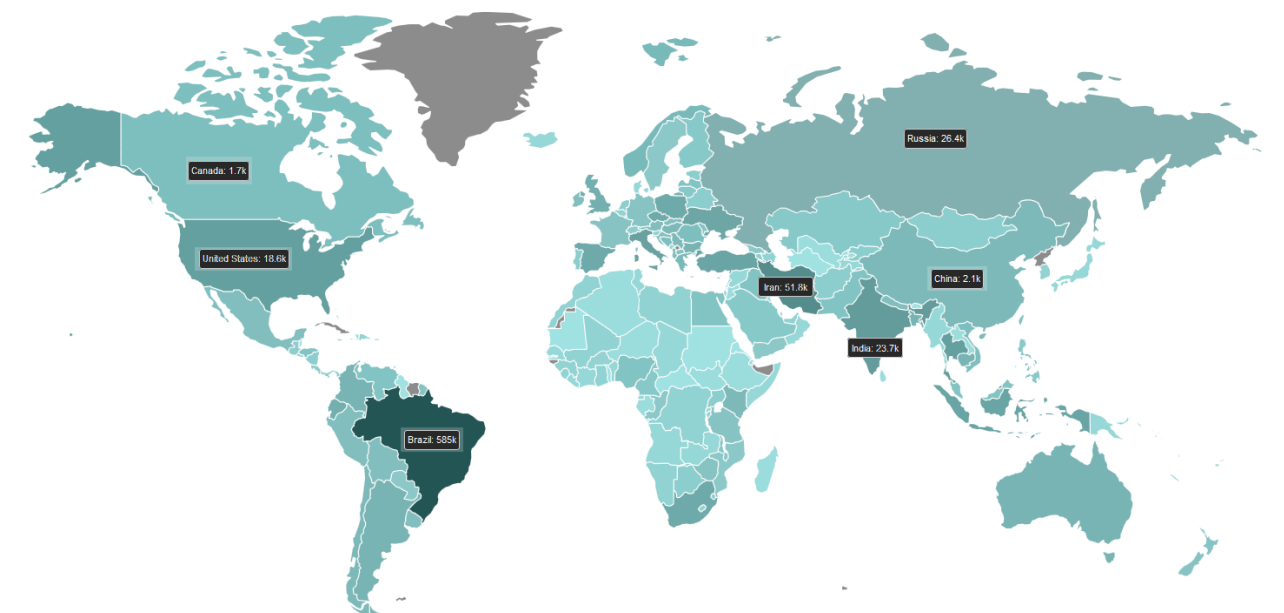 Russia: 26.4k
Canada: 1.7k
United States: 18.6k
China: 2.1k
Iran: 51.8k
India: 23.7k
Brazil: 585k